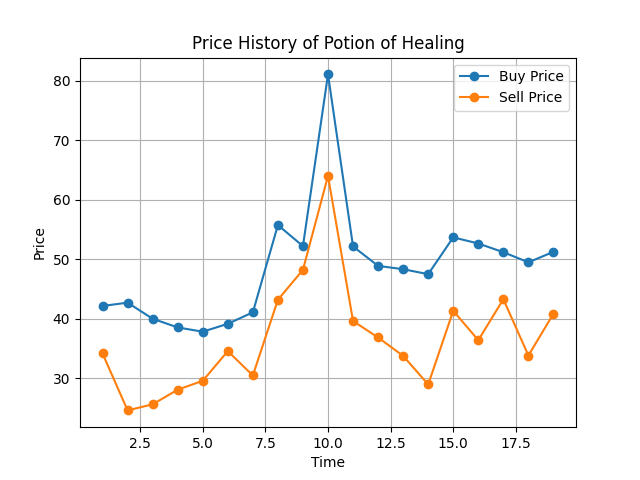 Price History of Potion of Healing
Buy Price
Sell Price
80
70
60
50
40
30
Price
2.5 5.0 7.5 10.0 12.5 15.0 17.5
Time